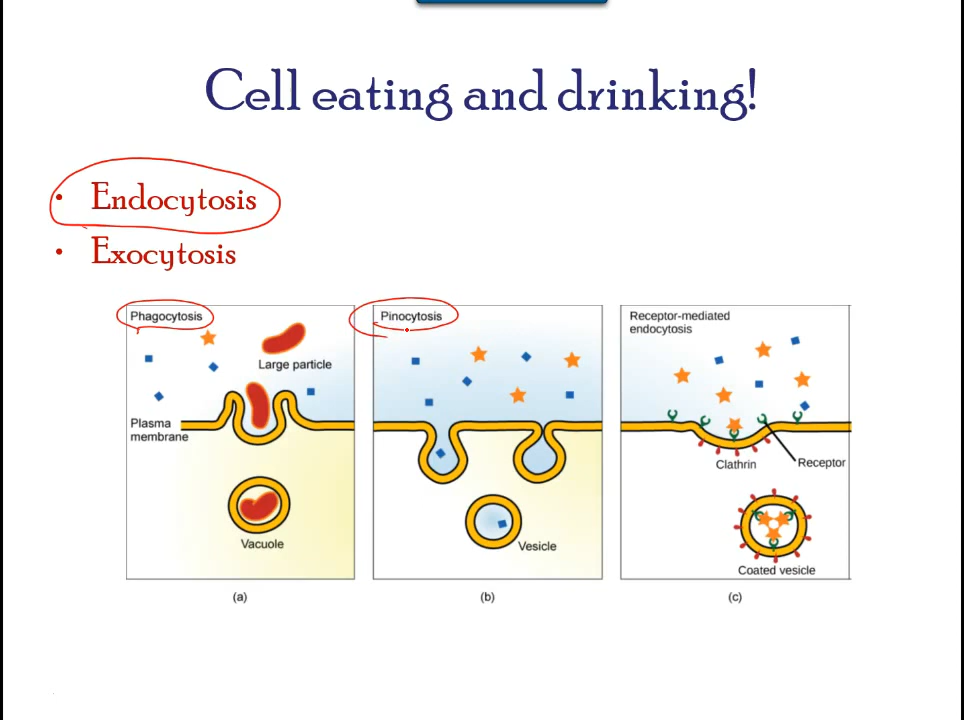 Cell eating and drinking!
• Endocytosis
• Exocytosis
Phagocytosis
Large particle
Plasma
membrane
Vacuole
(a)
Pinocytosis
Vesicle
(b)
Receptor-mediated
endocytosis
Clathrin
Receptor
Coated vesicle
(c)